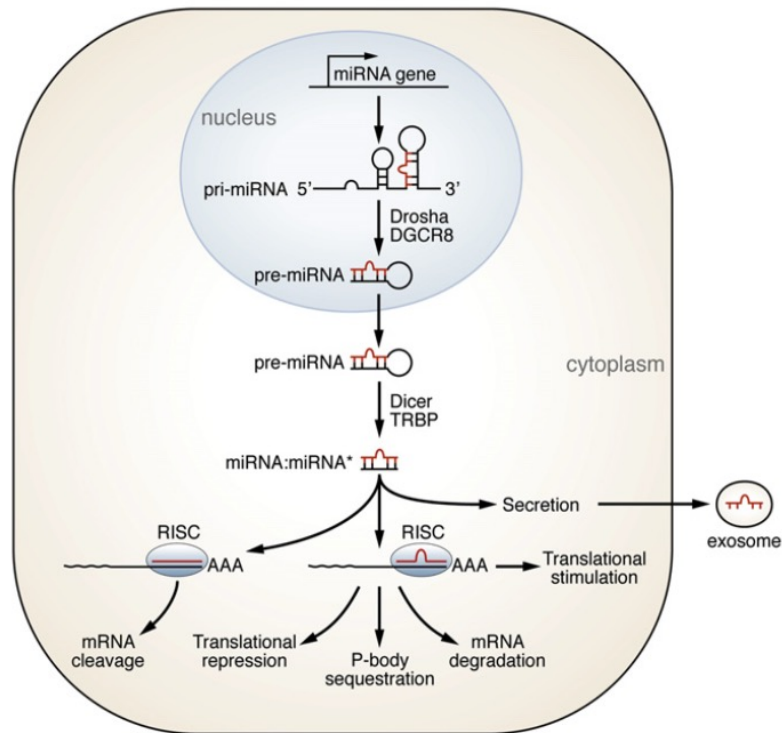 miRNA gene
nucleus
pri-miRNA 5’ 3’
Drosha
DGCR8
pre-miRNA
pre-miRNA
cytoplasm
Dicer
TRBP
miRNA:miRNA*
Secretion
exosome
RISC
AAA
RISC
AAA
Translational
stimulation
mRNA
cleavage
Translational
repression
P-body
sequestration
mRNA
degradation